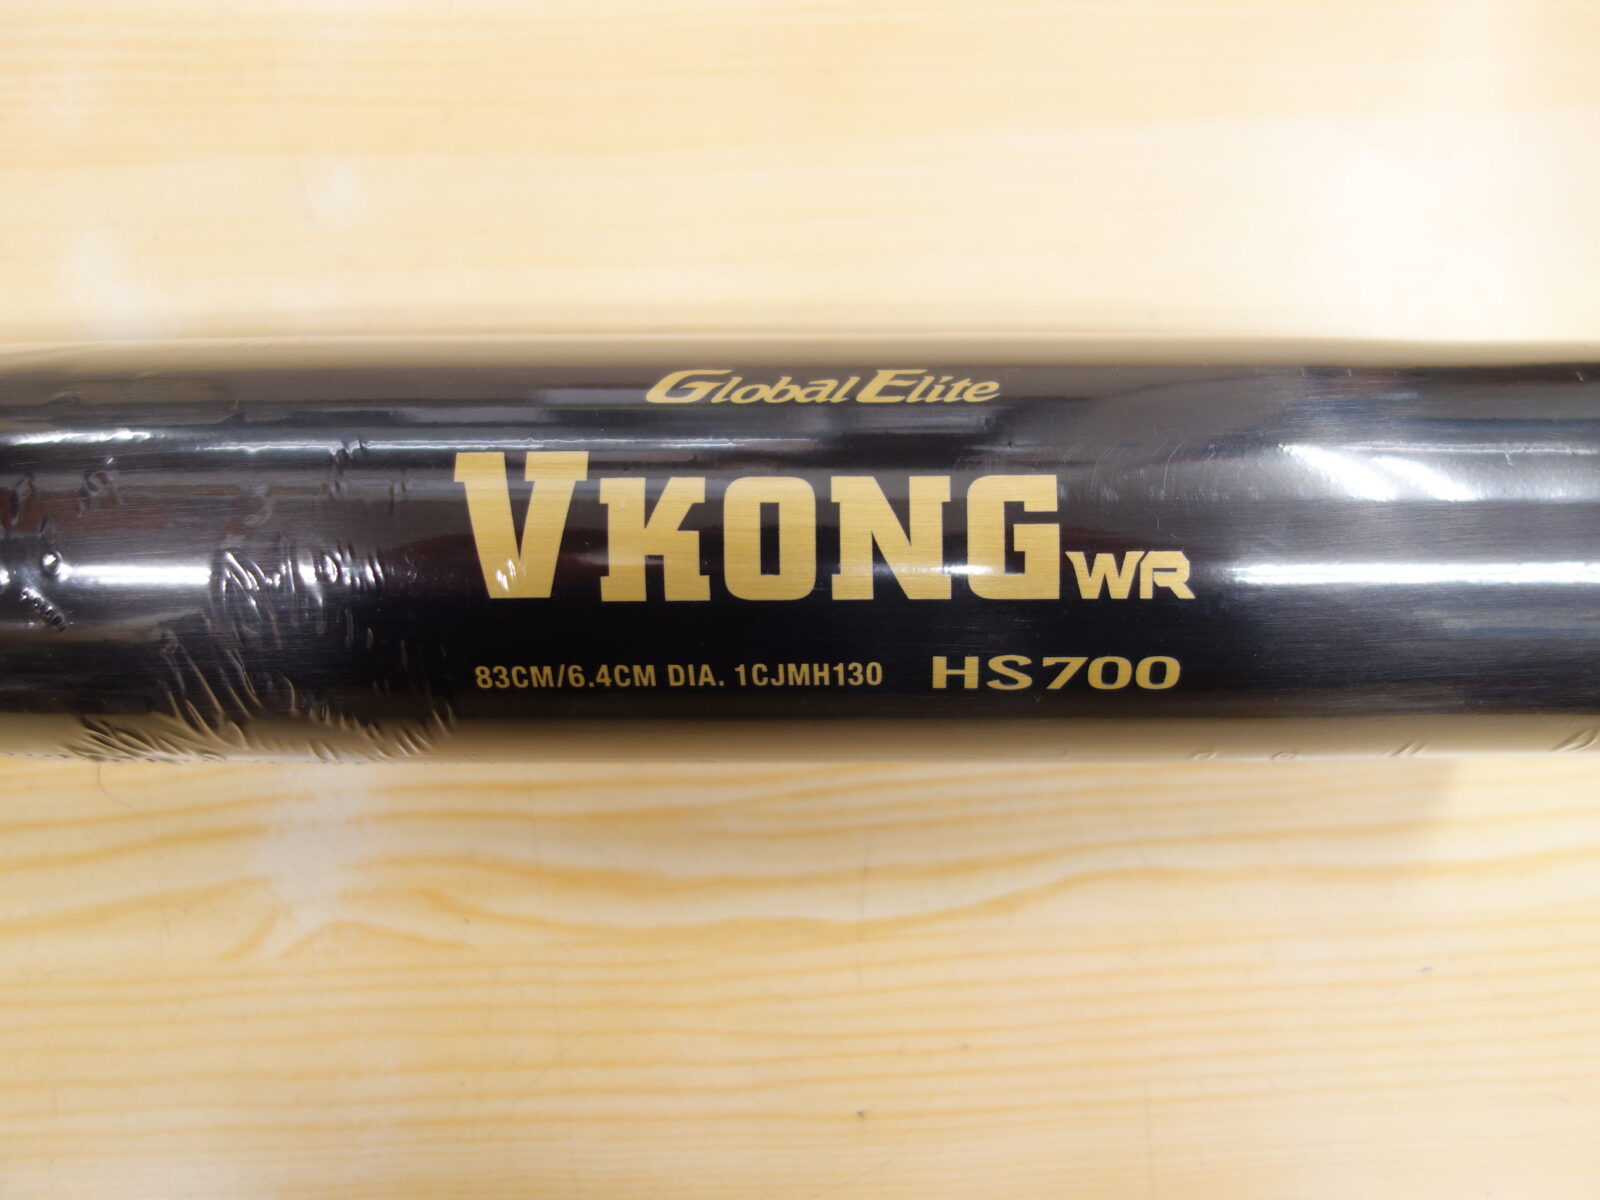 Global Elite
VKONG WR
83CM/6.4CM DIA. 1CJMH130 HS700